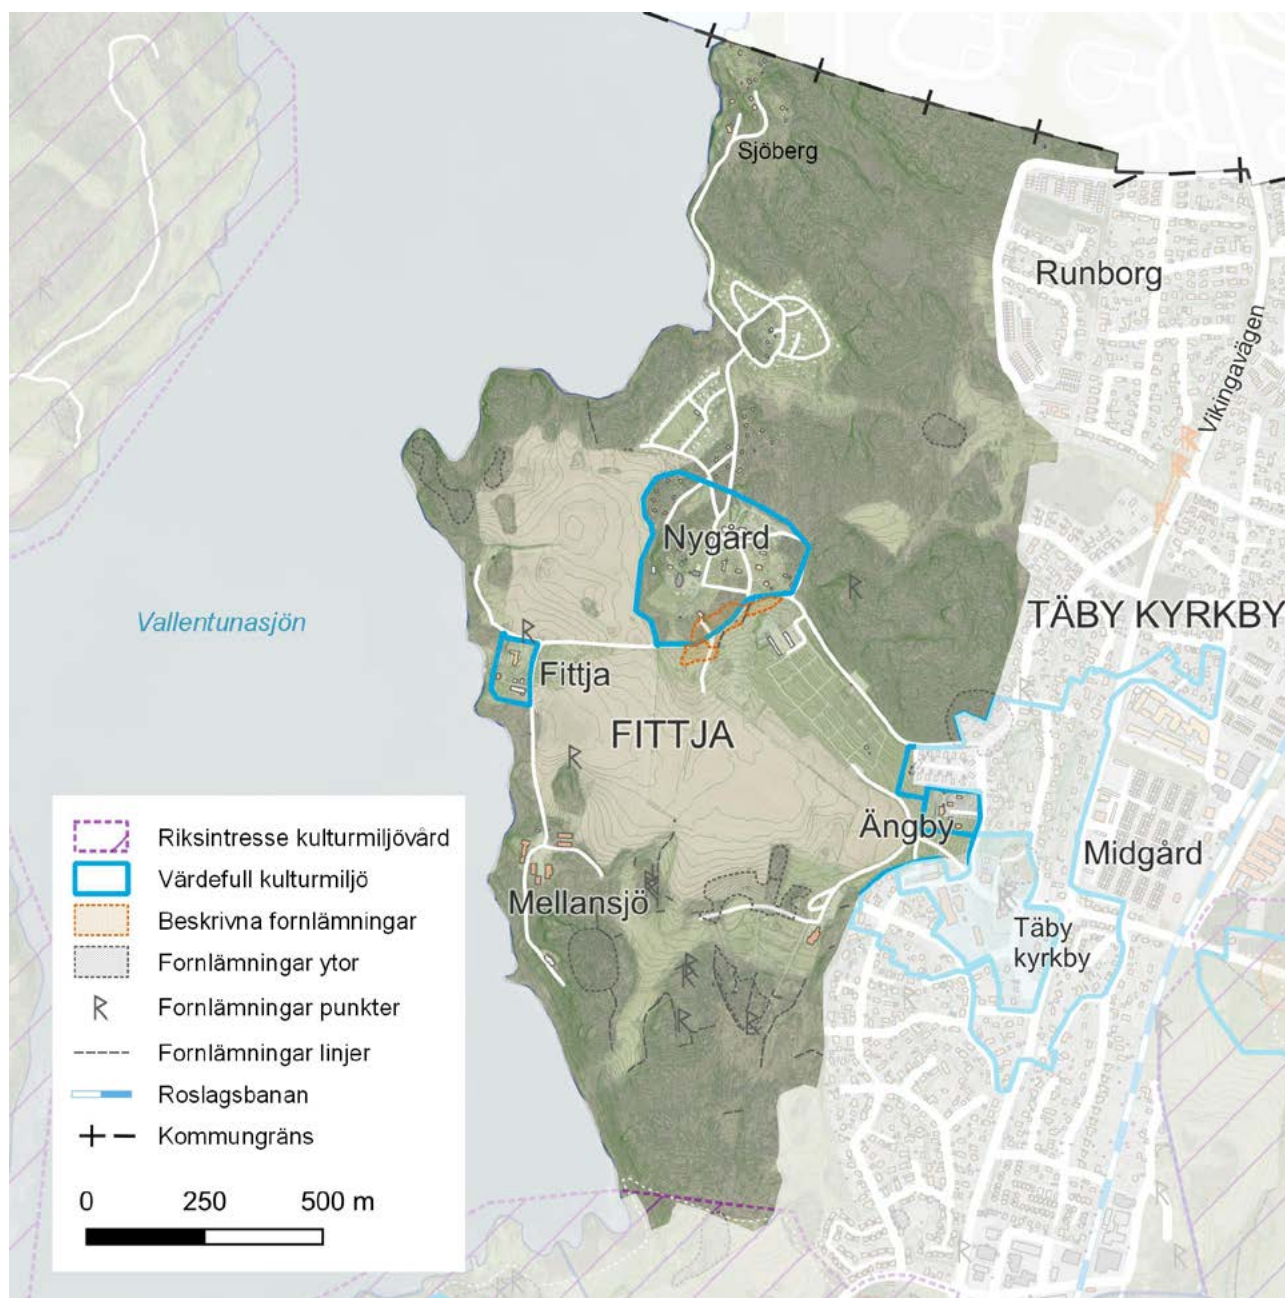 Sjöberg
Runborg
Vikingavägen
Nygård
TÄBY KYRKBY
Vallentunasjön
Fittja
FITTJA
Ängby
Midgård
Mellansjö
Täby
kyrkby
Riksintresse kulturmiljövård
Värdefull kulturmiljö
Beskrivna fornlämningar
Fornlämningar ytor
Fornlämningar punkter
Fornlämningar linjer
Roslagsbanan
Kommungräns
0 250 500 m